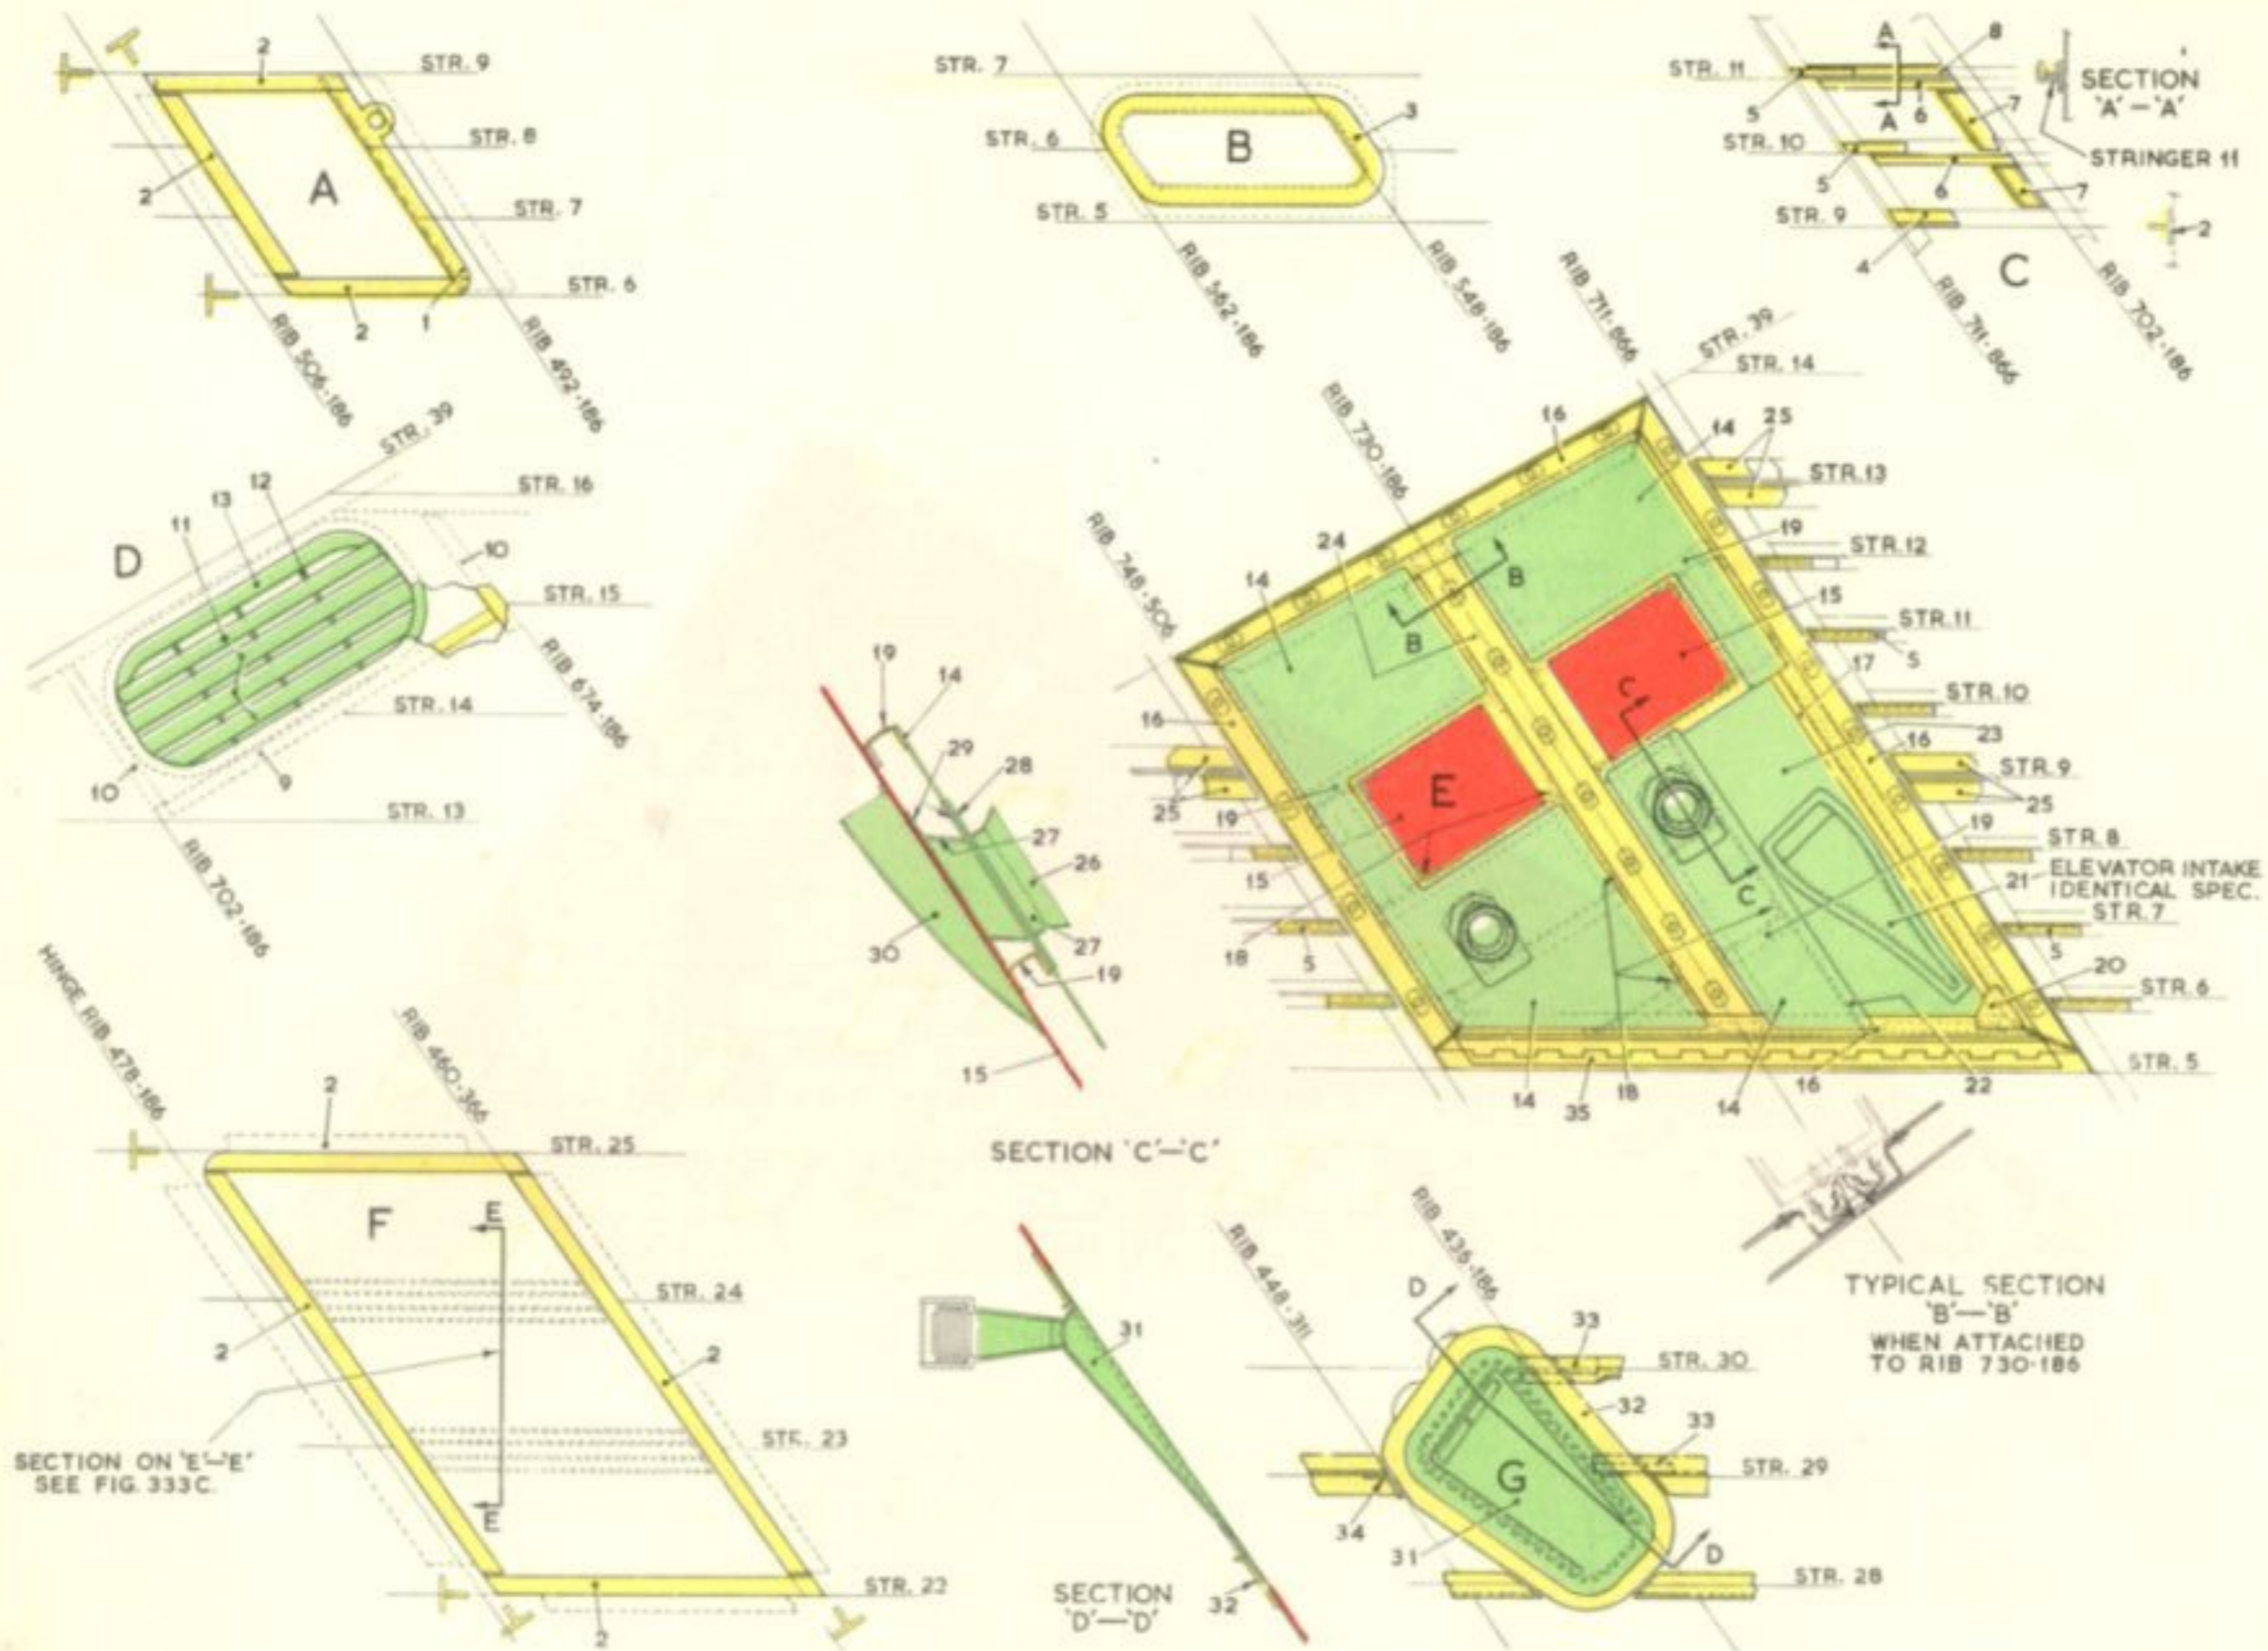 2
STR. 9
STR. 8
2
A
STR. 7
STR. 6
2
1
RIB 506·186
RIB 492·186
STR. 7
STR. 6
B
3
STR. 5
RIB 562·186
RIB 548·186
A
8
STR. 11
5
A
6
7
SECTION
'A'—'A'
STR. 10
STRINGER 11
5
6
7
STR. 9
2
4
C
RIB 711·866
RIB 702·186
STR. 39
12
13
11
STR. 16
D
10
STR. 15
STR. 14
RIB 674·186
9
10
STR. 13
RIB 702·186
RIB 711·866
STR. 39
STR. 14
RIB 730·186
16
14
25
STR.13
RIB 748·506
24
14
B
B
19
STR.12
15
STR.11
5
17
C
STR.10
16
23
16
STR.9
25
25
E
19
19
STR.8
15
C
21
ELEVATOR INTAKE
IDENTICAL SPEC.
STR.7
18
5
5
20
STR.6
14
35
18
14
16
22
STR.5
19
14
29
28
27
26
30
27
19
15
SECTION 'C'—'C'
HINGE RIB 478·186
RIB 460·366
2
STR. 25
F
E
STR. 24
2
2
STR. 23
SECTION ON 'E'—'E'
SEE FIG. 333C.
E
STR. 22
2
31
32
SECTION
'D'—'D'
RIB 448·311
RIB 436·186
D
33
STR. 30
32
33
G
STR. 29
34
31
D
STR. 28
TYPICAL SECTION
'B'—'B'
WHEN ATTACHED
TO RIB 730·186